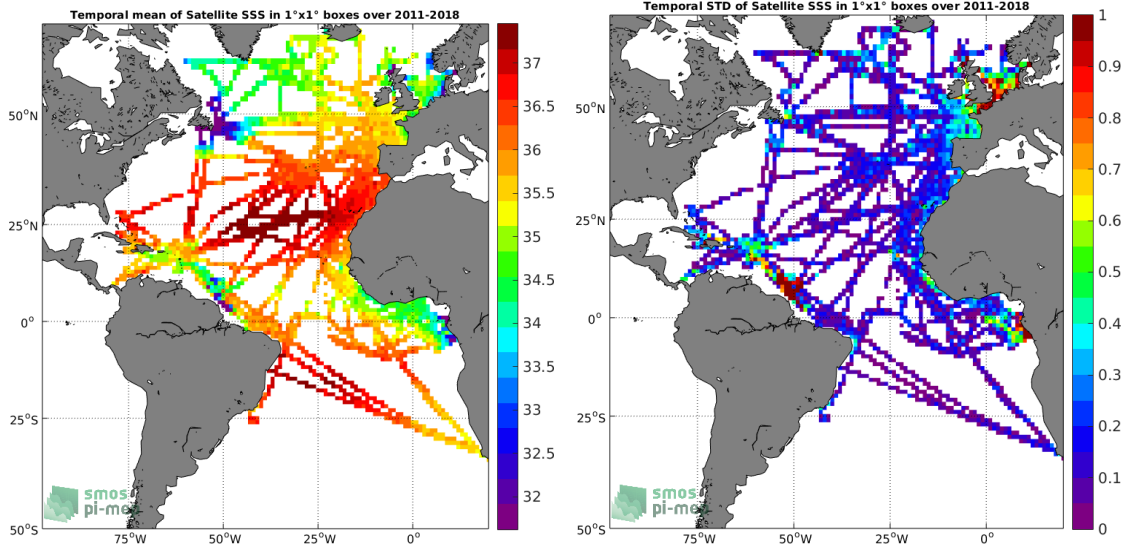 Temporal mean of Satellite SSS in 1°x1° boxes over 2011-2018
50°N
25°N
0°
25°S
50°S
75°W
50°W
25°W
0°
37
36.5
36
35.5
35
34.5
34
33.5
33
32.5
32
smos
pi-mep
Temporal STD of Satellite SSS in 1°x1° boxes over 2011-2018
50°N
25°N
0°
25°S
50°S
75°W
50°W
25°W
0°
1
0.9
0.8
0.7
0.6
0.5
0.4
0.3
0.2
0.1
0
smos
pi-mep